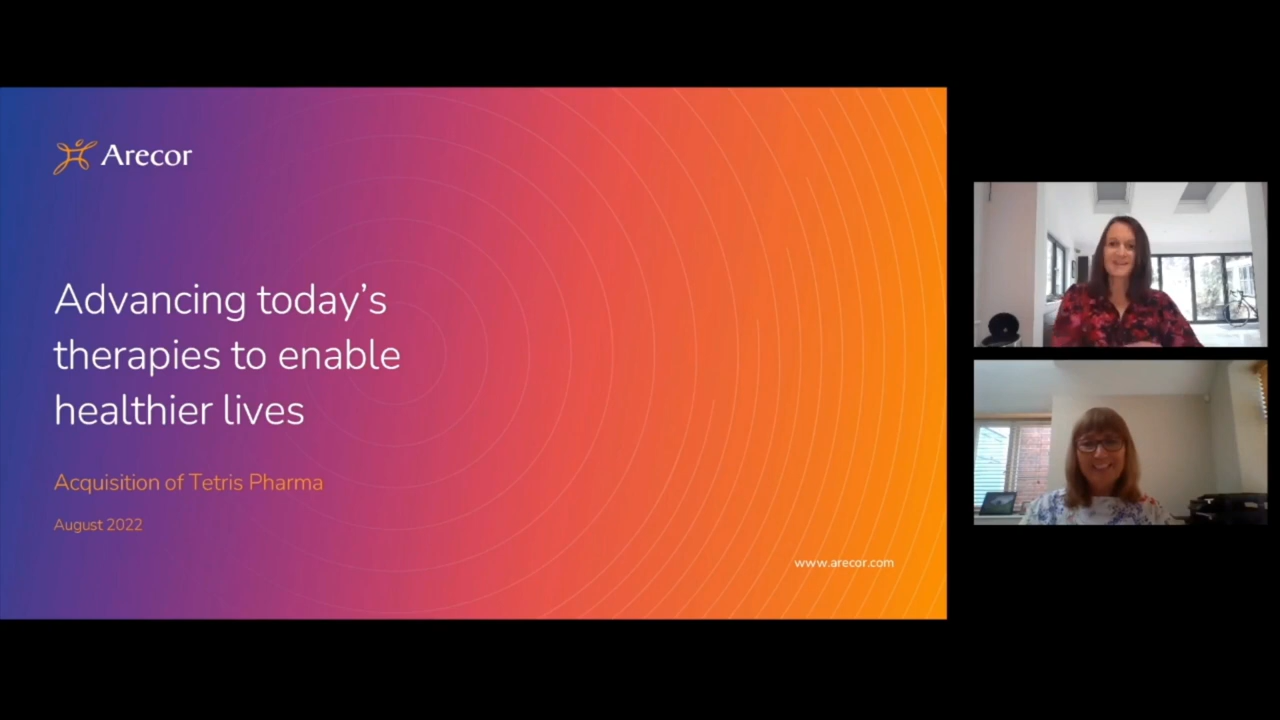 Arecor
Advancing today's
therapies to enable
healthier lives
Acquisition of Tetris Pharma
August 2022
www.arecor.com